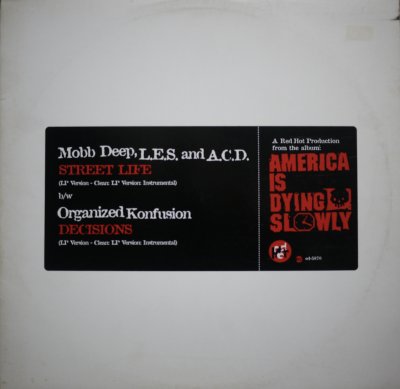 Mobb Deep, L.E.S. and A.C.D.
STREET LIFE
(LP Version - Clean: LP Version: Instrumental)
b/w
Organized Konfusion
DECISIONS
(LP Version - Clean: LP Version: Instrumental)
A Red Hot Production
from the album:
AMERICA
IS
DYING
SLOWLY